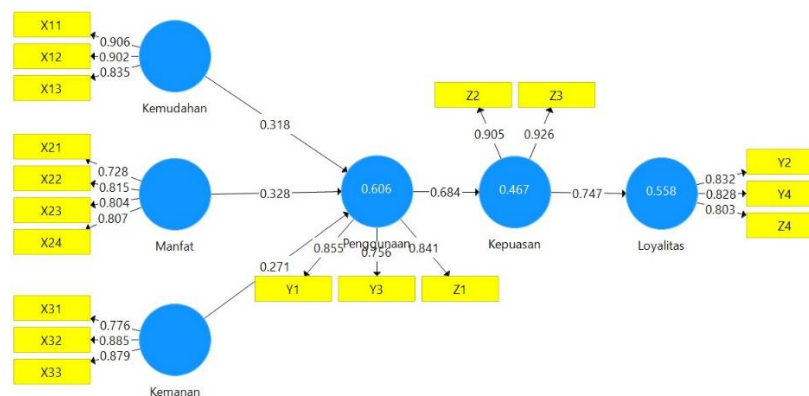 X11
0.906
X12
0.902
X13
0.835
Kemudahan
0.318
X21
0.728
X22
0.815
X23
0.804
X24
0.807
Manfat
0.328
X31
0.776
X32
0.885
X33
0.879
Kemanan
0.271
0.606
Penggunaan
0.855
0.756
0.841
Y1
Y3
Z1
0.684
Z2
Z3
0.905
0.926
0.467
Kepuasan
0.747
0.558
Loyalitas
0.832
Y2
0.828
Y4
0.803
Z4